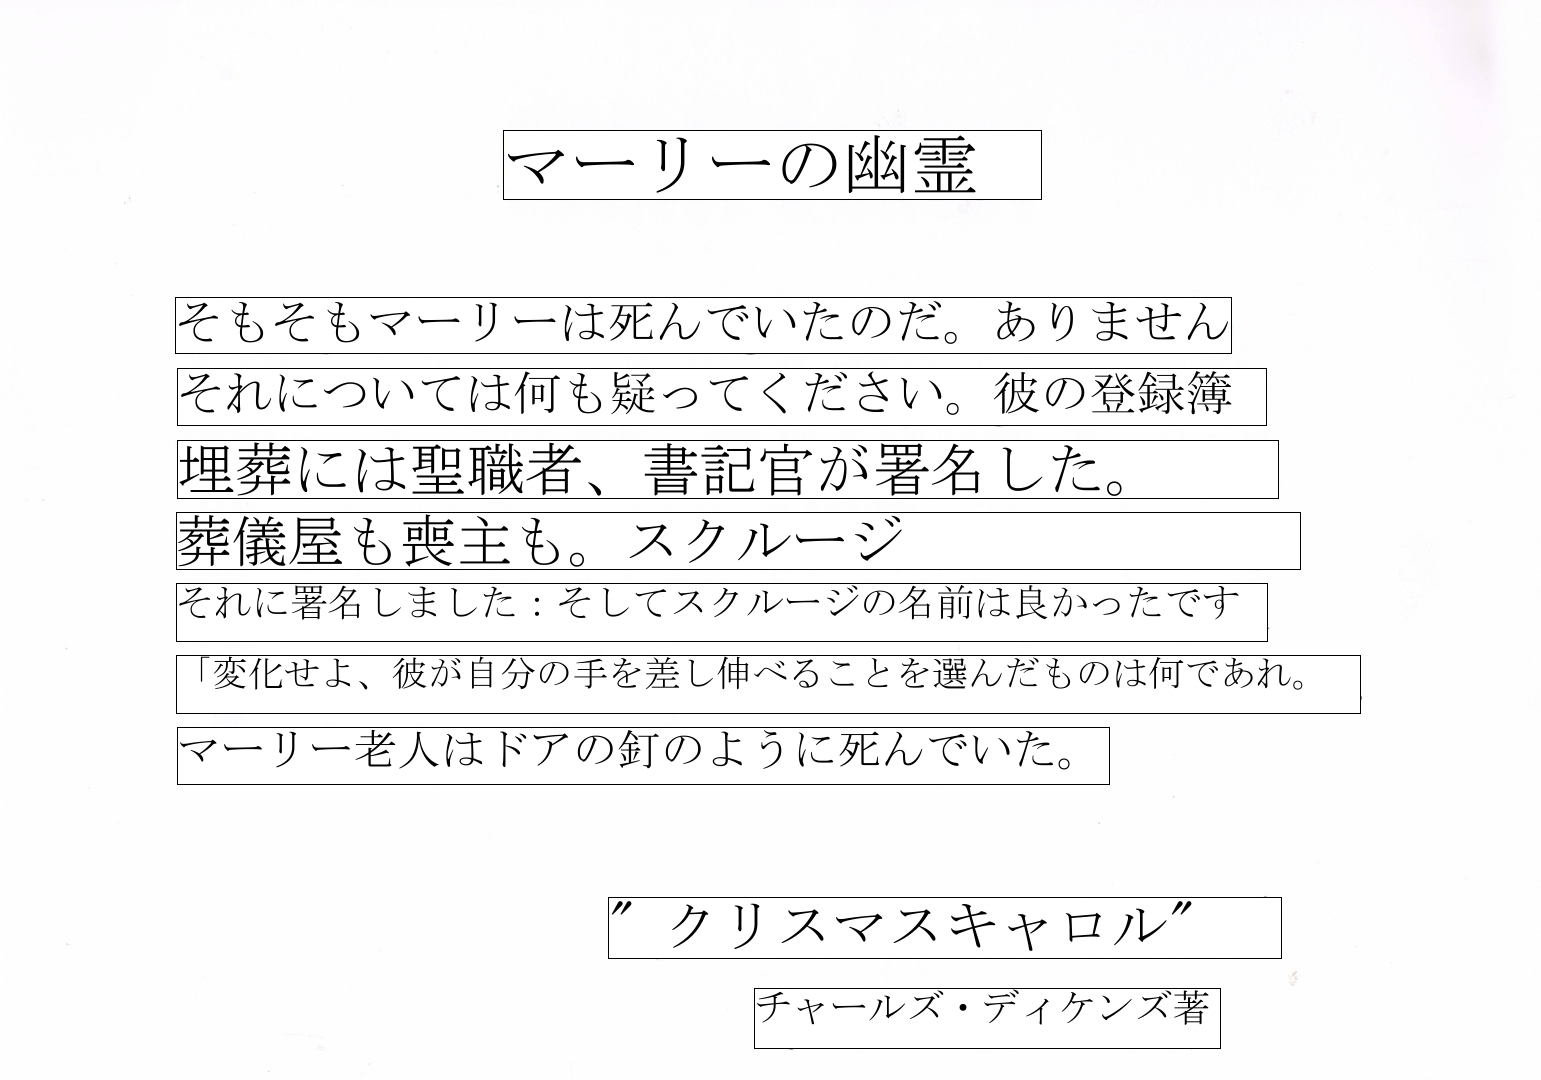 マーリーの幽霊
そもそもマーリーは死んでいたのだ。ありません
それについては何も疑ってください。彼の登録簿
埋葬には聖職者、書記官が署名した。
葬儀屋も喪主も。スクルージ
それに署名しました：そしてスクルージの名前は良かったです
「変化せよ、彼が自分の手を差し伸べることを選んだものは何であれ。
マーリー老人はドアの釘のように死んでいた。
″クリスマスキャロル″
チャールズ・ディケンズ著